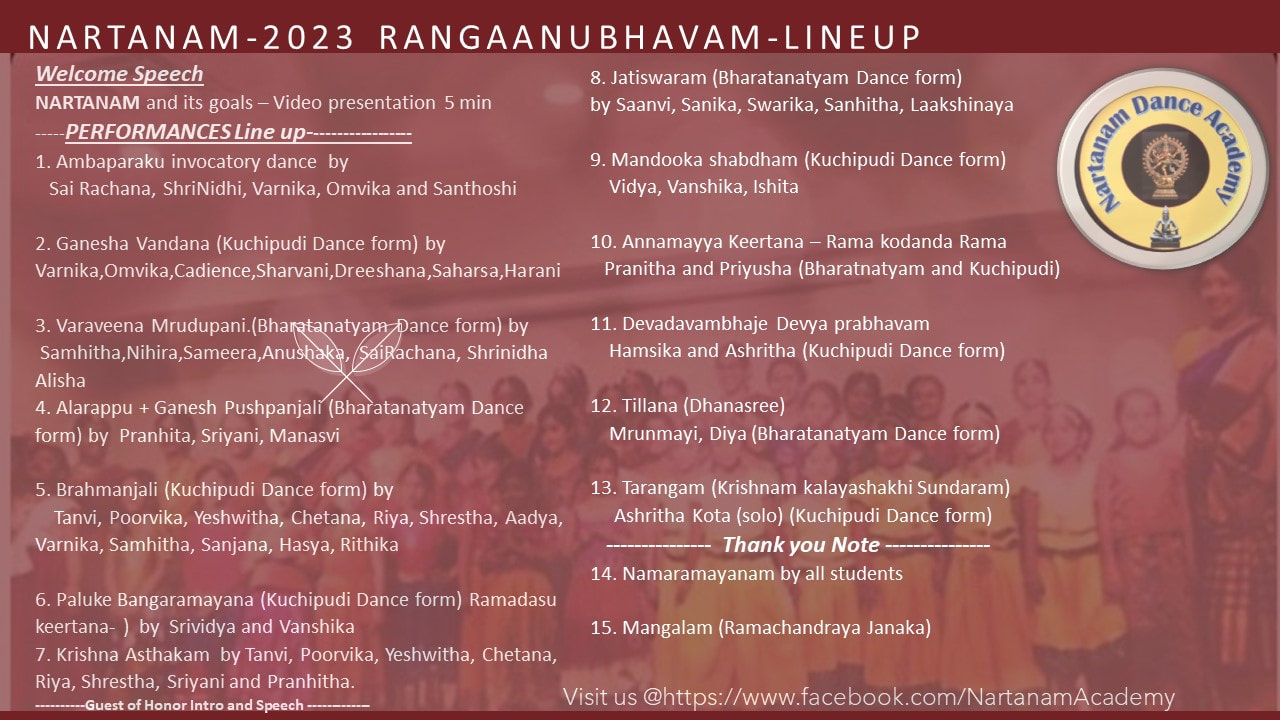 NARTANAM-2023 RANGAANUBHAVAM-LINEUP
Welcome Speech
NARTANAM and its goals – Video presentation 5 min
-----PERFORMANCES Line up-----------------
1. Ambaparaku invocatory dance by
Sai Rachana, ShriNidhi, Varnika, Omvika and Santhoshi
2. Ganesha Vandana (Kuchipudi Dance form) by
Varnika,Omvika,Cadience,Sharvani,Dreeshana,Saharsa,Harani
3. Varaveena Mrudupani.(Bharatanatyam Dance form) by
Samhitha,Nihira,Sameera,Anushaka, SaiRachana, Shrinidha
Alisha
4. Alarappu + Ganesh Pushpanjali (Bharatanatyam Dance
form) by Pranhita, Sriyani, Manasvi
5. Brahmanjali (Kuchipudi Dance form) by
Tanvi, Poorvika, Yeshwitha, Chetana, Riya, Shrestha, Aadya,
Varnika, Samhitha, Sanjana, Hasya, Rithika
6. Paluke Bangaramayana (Kuchipudi Dance form) Ramadasu
keertana- ) by Srividya and Vanshika
7. Krishna Asthakam by Tanvi, Poorvika, Yeshwitha, Chetana,
Riya, Shrestha, Sriyani and Pranhitha.
----------Guest of Honor Intro and Speech -------------
8. Jatiswaram (Bharatanatyam Dance form)
by Saanvi, Sanika, Swarika, Sanhitha, Laakshinaya
9. Mandooka shabdham (Kuchipudi Dance form)
Vidya, Vanshika, Ishita
10. Annamayya Keertana – Rama kodanda Rama
Pranitha and Priyusha (Bharatnatyam and Kuchipudi)
11. Devadavambhaje Devya prabhavam
Hamsika and Ashritha (Kuchipudi Dance form)
12. Tillana (Dhanasree)
Mrunmayi, Diya (Bharatanatyam Dance form)
13. Tarangam (Krishnam kalayashakhi Sundaram)
Ashritha Kota (solo) (Kuchipudi Dance form)
--------------- Thank you Note ---------------
14. Namaramayanam by all students
15. Mangalam (Ramachandraya Janaka)
Nartanam Dance Academy
Visit us @https://www.facebook.com/NartanamAcademy